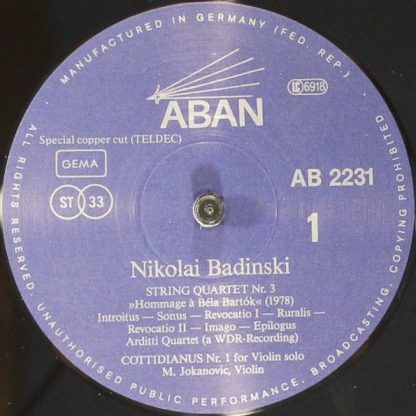 MANUFACTURED IN GERMANY (FED. REP.) · ALL RIGHTS RESERVED. UNAUTHORISED PUBLIC PERFORMANCE, BROADCASTING, COPYING PROHIBITED
ABAN
LC 6918
Special copper cut (TELDEC)
GEMA
ST 33
AB 2231
1
Nikolai Badinski
STRING QUARTET Nr. 3
»Hommage à Béla Bartók« (1978)
Introitus — Sonus — Revocatio I — Ruralis —
Revocatio II — Imago — Epilogus
Arditti Quartet (a WDR-Recording)
COTTIDIANUS Nr. 1 for Violin solo
M. Jokanovic, Violin